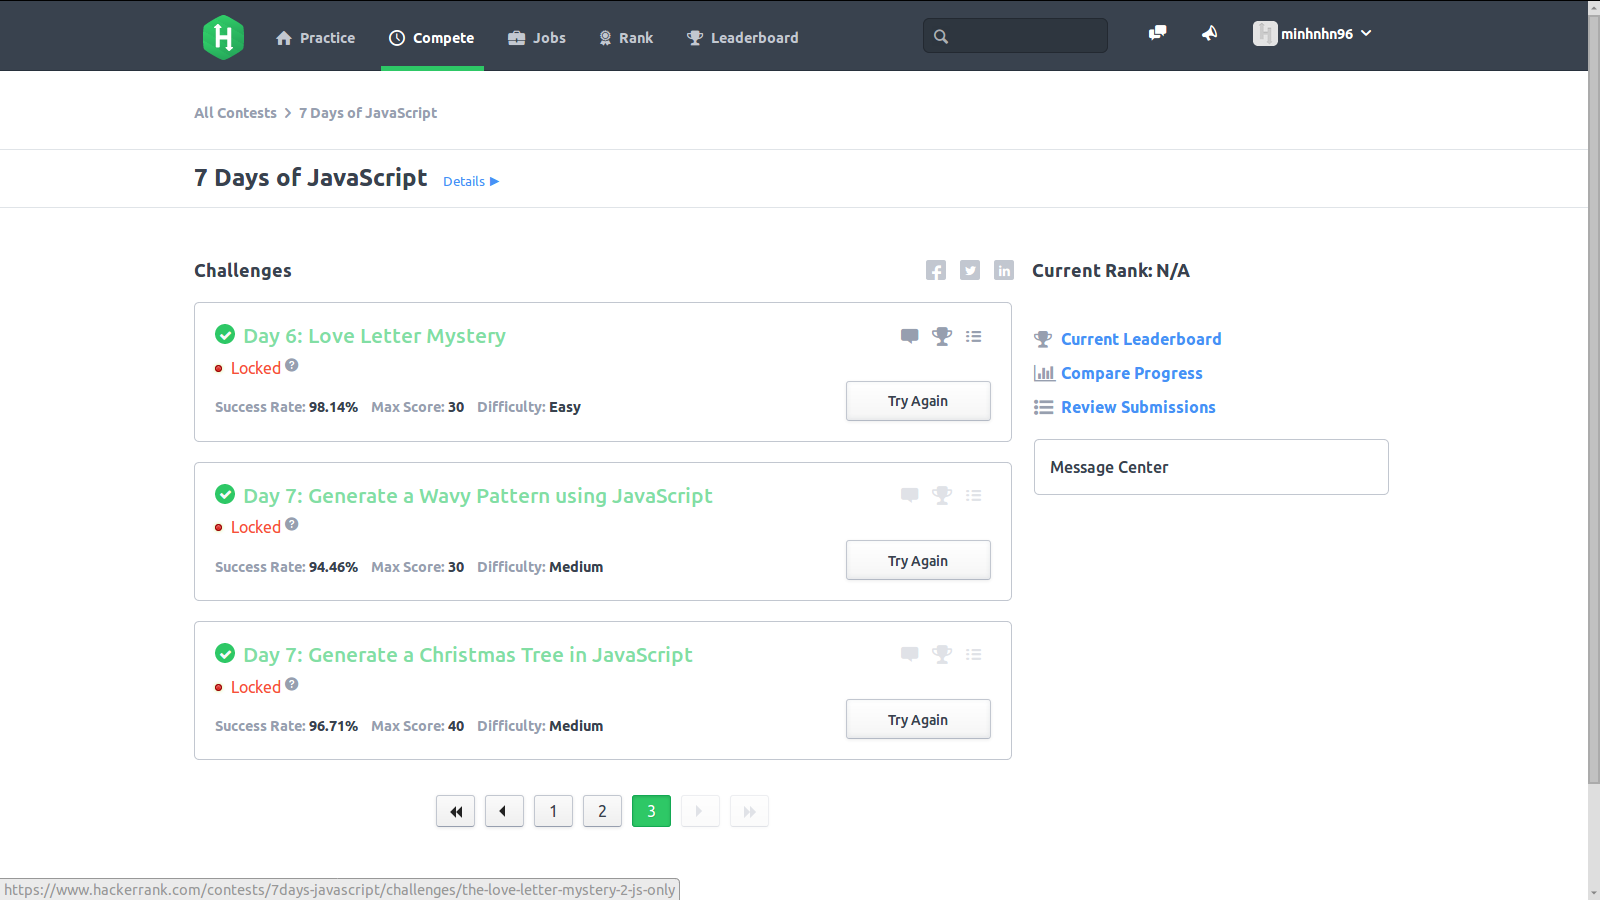 H Practice Compete Jobs Rank Leaderboard minhnhn96
All Contests > 7 Days of JavaScript
7 Days of JavaScript Details ▶
Challenges
Current Rank: N/A
Day 6: Love Letter Mystery
Locked ?
Success Rate: 98.14% Max Score: 30 Difficulty: Easy
Try Again
Day 7: Generate a Wavy Pattern using JavaScript
Locked ?
Success Rate: 94.46% Max Score: 30 Difficulty: Medium
Try Again
Day 7: Generate a Christmas Tree in JavaScript
Locked ?
Success Rate: 96.71% Max Score: 40 Difficulty: Medium
Try Again
1 2 3
Current Leaderboard
Compare Progress
Review Submissions
Message Center
https://www.hackerrank.com/contests/7days-javascript/challenges/the-love-letter-mystery-2-js-only